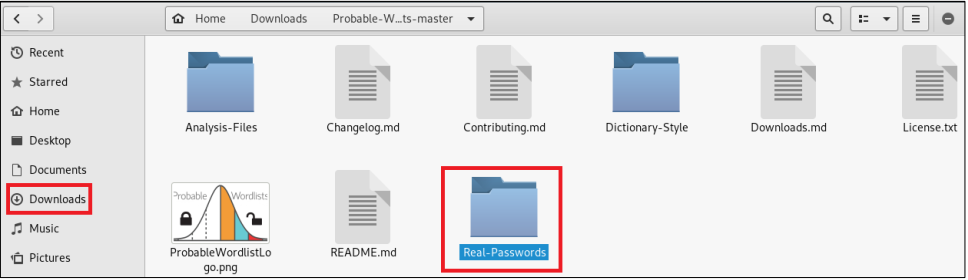 Home Downloads Probable-W...ts-master
Recent
Starred
Home
Desktop
Documents
Downloads
Music
Pictures
Analysis-Files Changelog.md Contributing.md Dictionary-Style Downloads.md License.txt
Probable Wordlists
ProbableWordlistLo
go.png
README.md
Real-Passwords